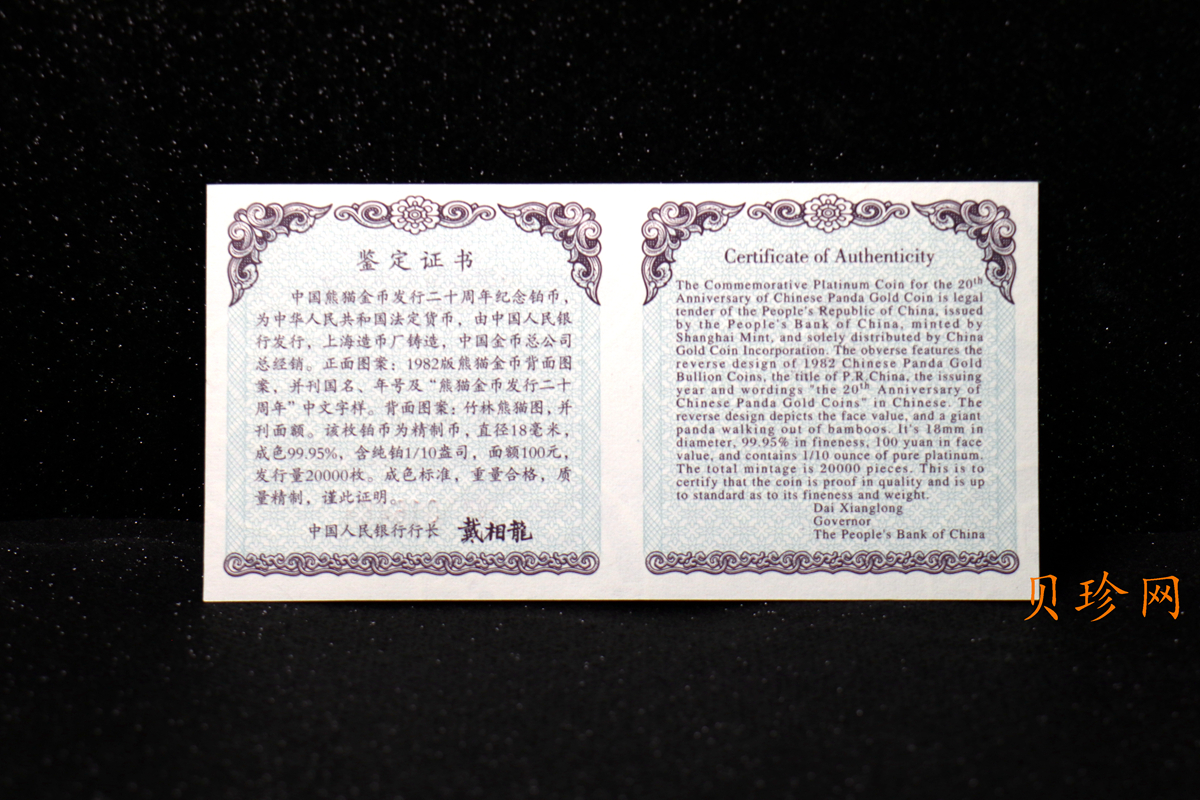 鉴定证书
中国熊猫金币发行二十周年纪念铂币，
为中华人民共和国法定货币，由中国人民银
行发行，上海造币厂铸造，中国金币总公司
总经销。正面图案：1982版熊猫金币背面图
案，并刊国名、年号及“熊猫金币发行二十
周年”中文字样。背面图案：竹林熊猫图，并
刊面额。该枚铂币为精制币，直径18毫米，
成色99.95%，含纯铂1/10盎司，面额100元，
发行量20000枚。成色标准，重量合格，质
量精制，谨此证明。
中国人民银行行长 戴相龍
Certificate of Authenticity
The Commemorative Platinum Coin for the 20th
Anniversary of Chinese Panda Gold Coin is legal
tender of the People's Republic of China, issued
by the People's Bank of China, minted by
Shanghai Mint, and solely distributed by China
Gold Coin Incorporation. The obverse features the
reverse design of 1982 Chinese Panda Gold
Bullion Coins, the title of P.R.China, the issuing
year and wordings "the 20th Anniversary of
Chinese Panda Gold Coins" in Chinese. The
reverse design depicts the face value, and a giant
panda walking out of bamboos. It's 18mm in
diameter, 99.95% in fineness, 100 yuan in face
value, and contains 1/10 ounce of pure platinum.
The total mintage is 20000 pieces. This is to
certify that the coin is proof in quality and is up
to standard as to its fineness and weight.
Dai Xianglong
Governor
The People's Bank of China
贝珍网